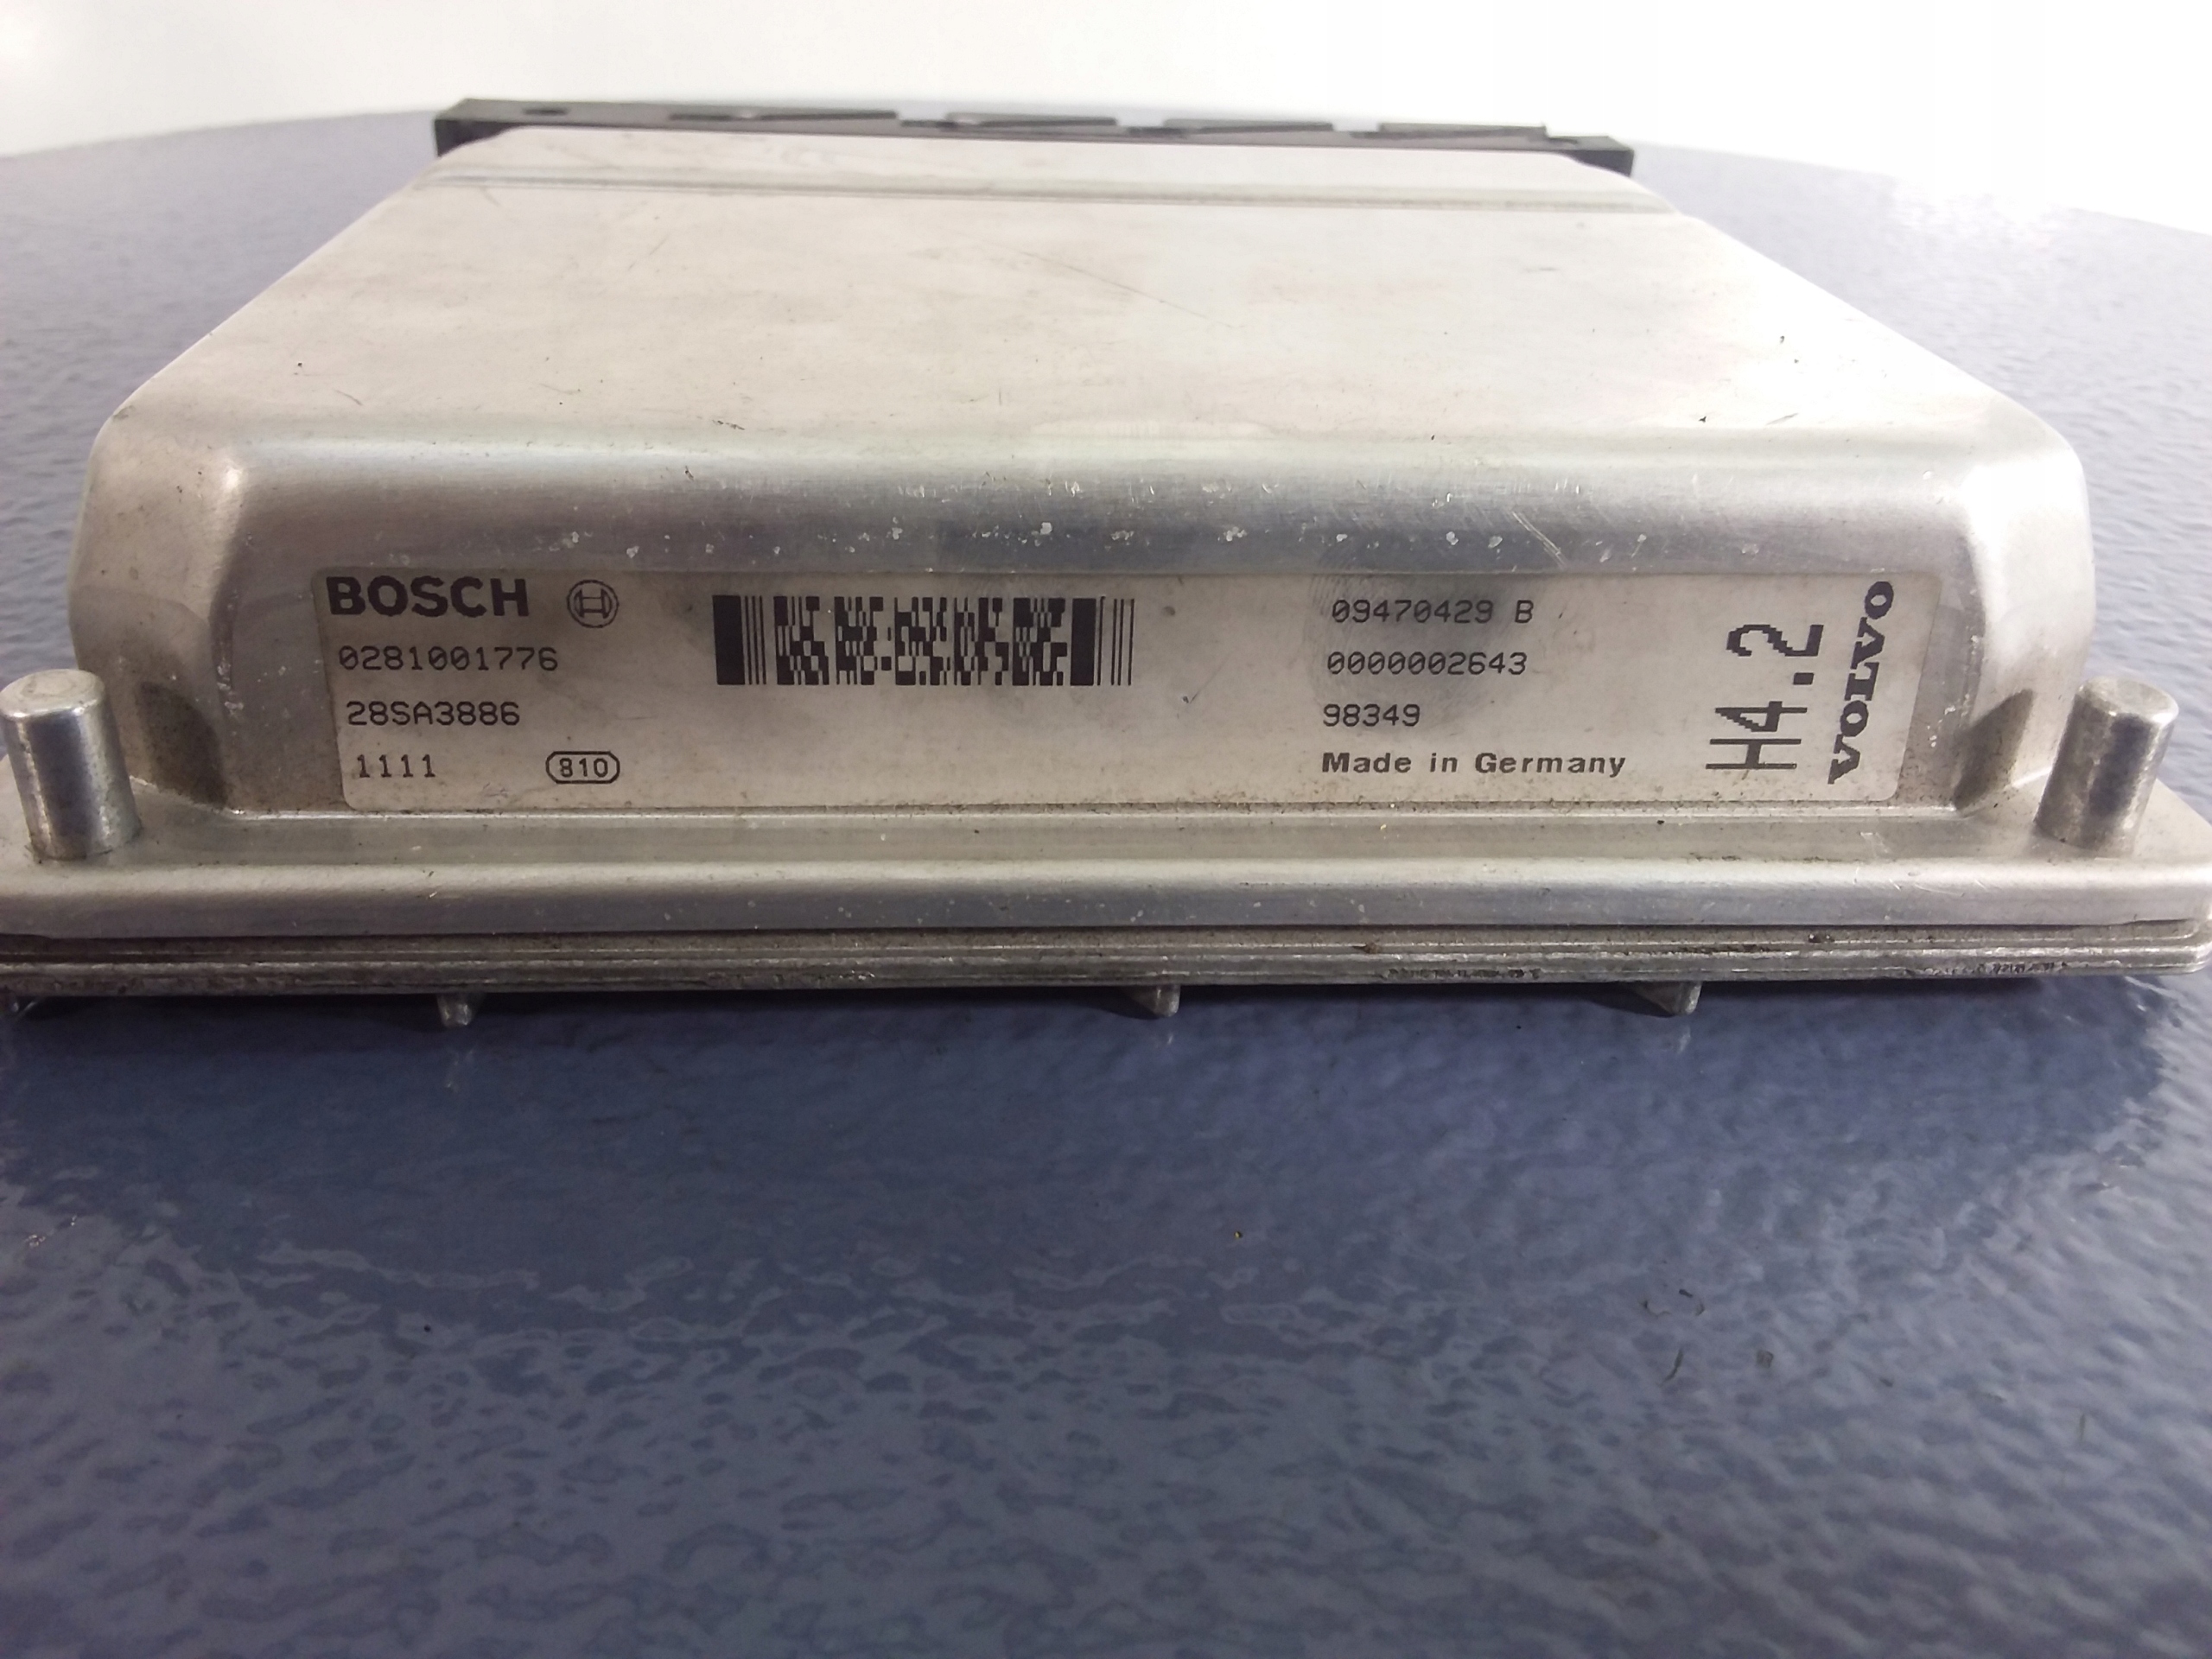 BOSCH
0281001776
28SA3886
1111 810
09470429 B
0000002643
98349
Made in Germany
H4.2
VOLVO